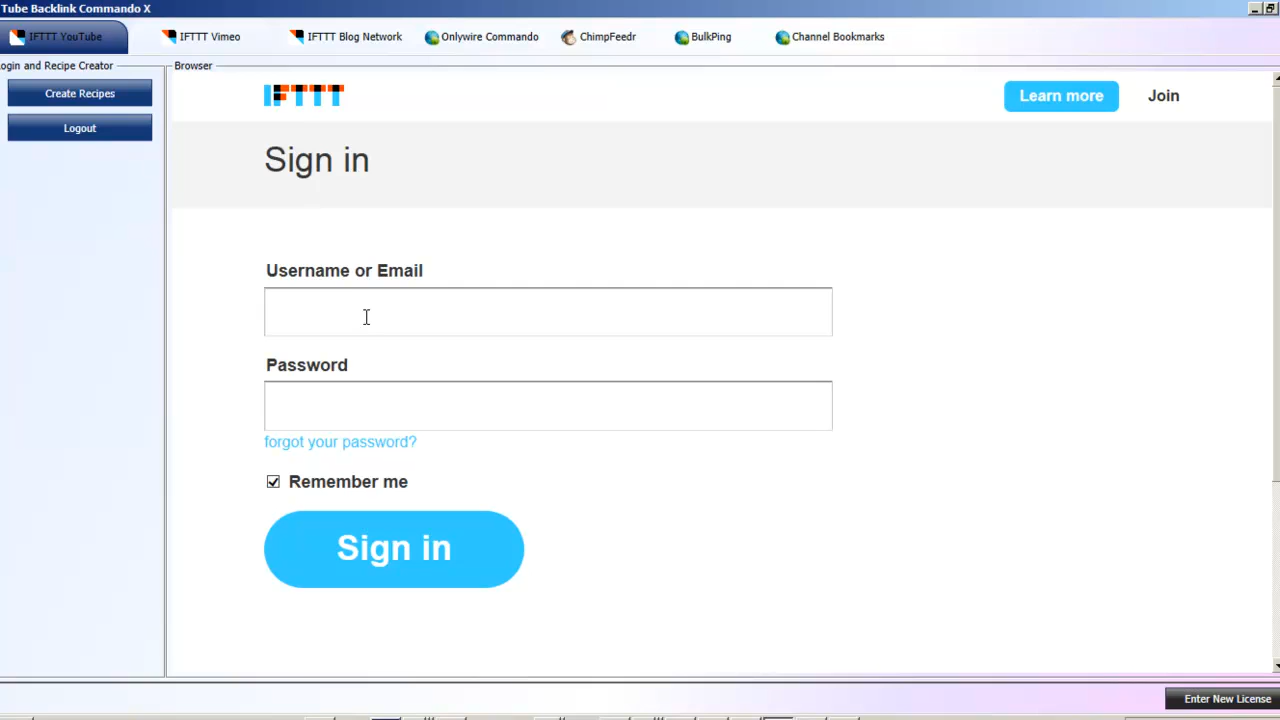 Tube Backlink Commando X
IFTTT YouTube
IFTTT Vimeo
IFTTT Blog Network
Onlywire Commando
ChimpFeedr
BulkPing
Channel Bookmarks
ogin and Recipe Creator
Browser
Create Recipes
Logout
IFTTT
Learn more
Join
Sign in
Username or Email
Password
forgot your password?
Remember me
Sign in
Enter New License